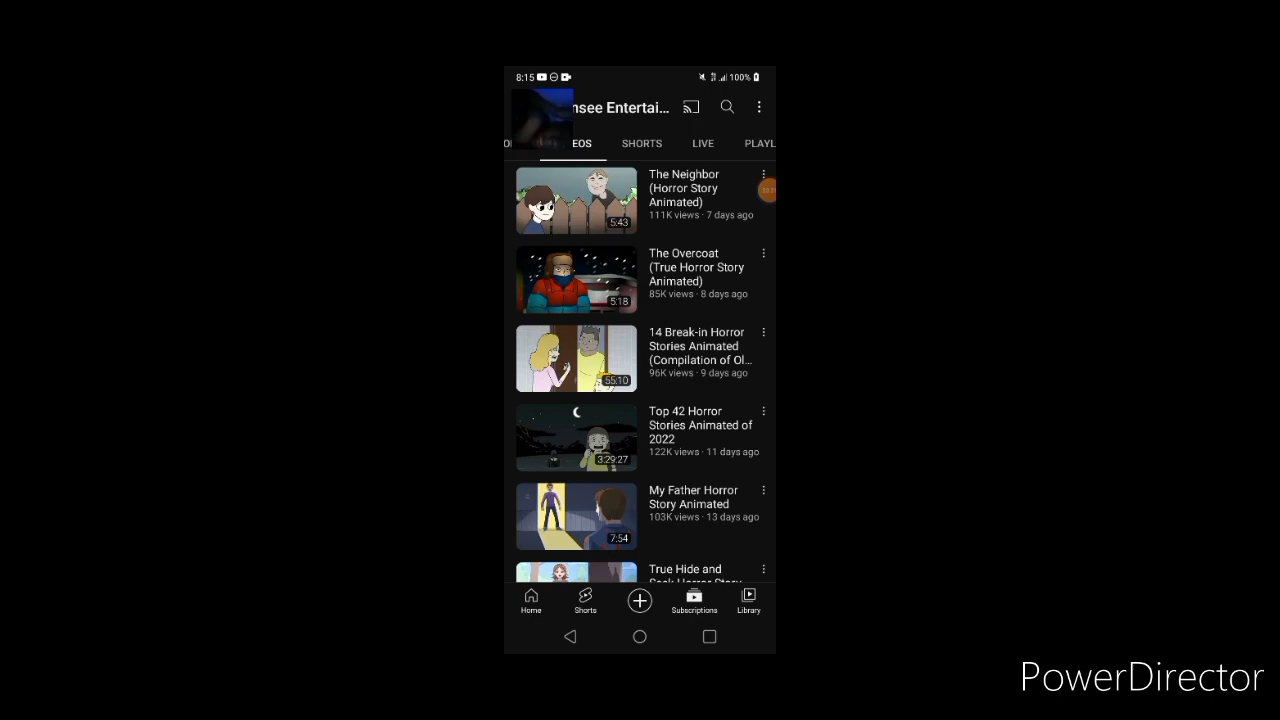 8:15
100%
nsee Entertai...
EOS
SHORTS
LIVE
PLAYL
The Neighbor
(Horror Story
Animated)
111K views · 7 days ago
5:43
The Overcoat
(True Horror Story
Animated)
85K views · 8 days ago
5:18
14 Break-in Horror
Stories Animated
(Compilation of Ol...
96K views · 9 days ago
55:10
Top 42 Horror
Stories Animated of
2022
122K views · 11 days ago
3:29:27
My Father Horror
Story Animated
103K views · 13 days ago
7:54
True Hide and
Seek Horror Story
Home
Shorts
Subscriptions
Library
PowerDirector